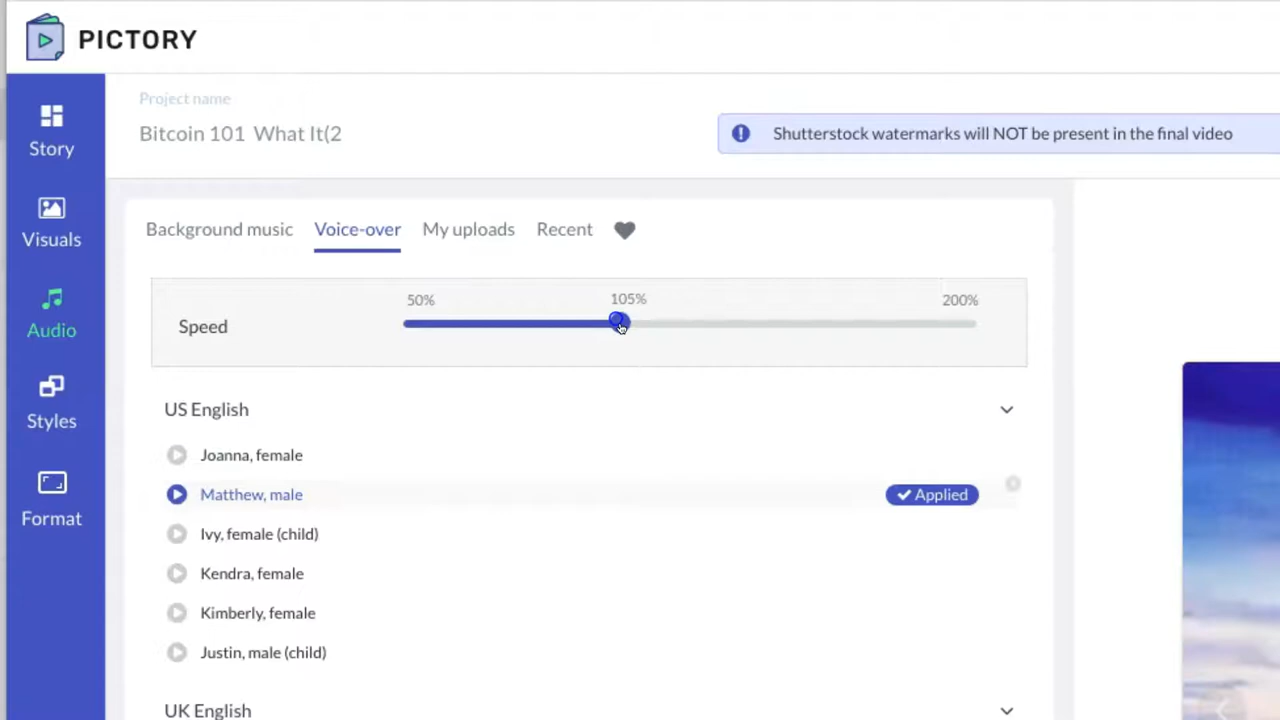 PICTORY
Project name
Bitcoin 101 What It(2
Shutterstock watermarks will NOT be present in the final video
Story
Visuals
Audio
Styles
Format
Background music
Voice-over
My uploads
Recent
50%
105%
200%
Speed
US English
Joanna, female
Matthew, male
Applied
Ivy, female (child)
Kendra, female
Kimberly, female
Justin, male (child)
UK English